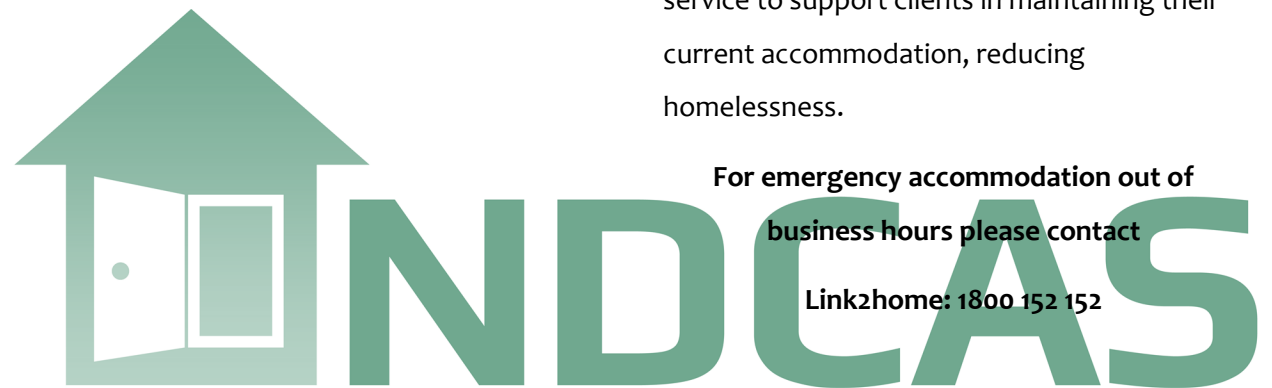 service to support clients in maintaining their
current accommodation, reducing
homelessness.
For emergency accommodation out of
business hours please contact
Link2home: 1800 152 152
NDCAS